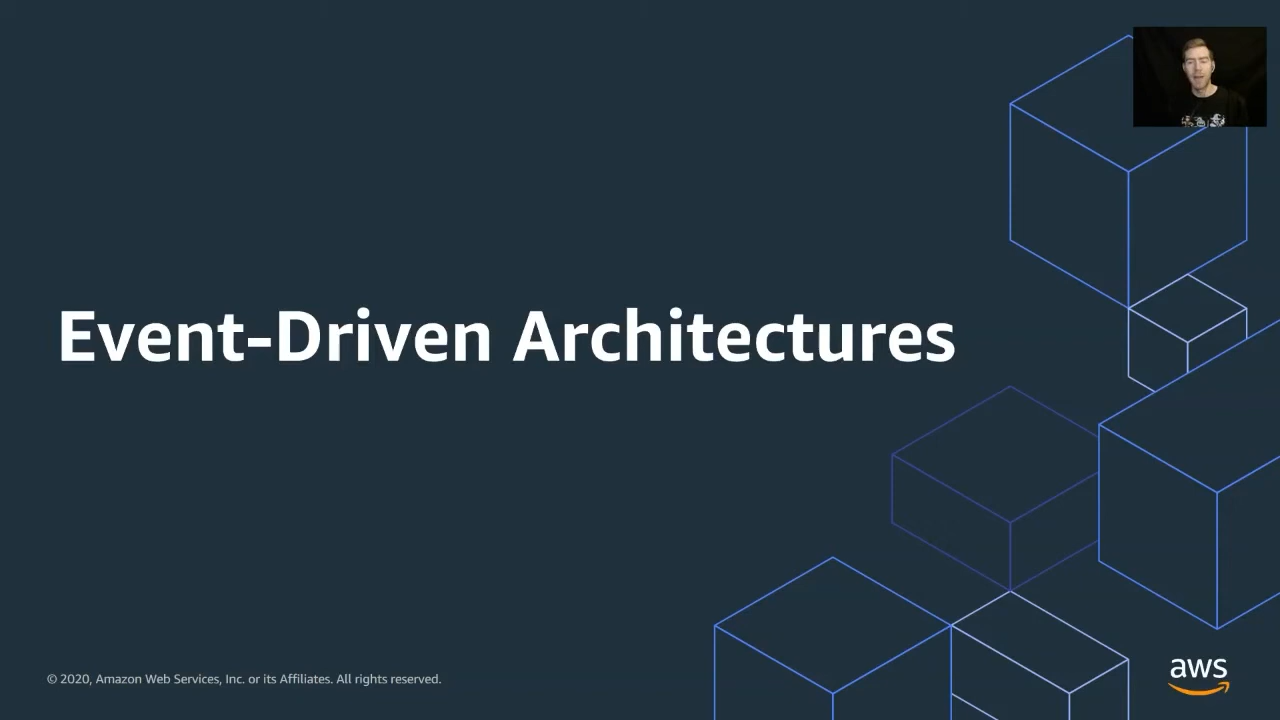 Event-Driven Architectures
© 2020, Amazon Web Services, Inc. or its Affiliates. All rights reserved.
aws